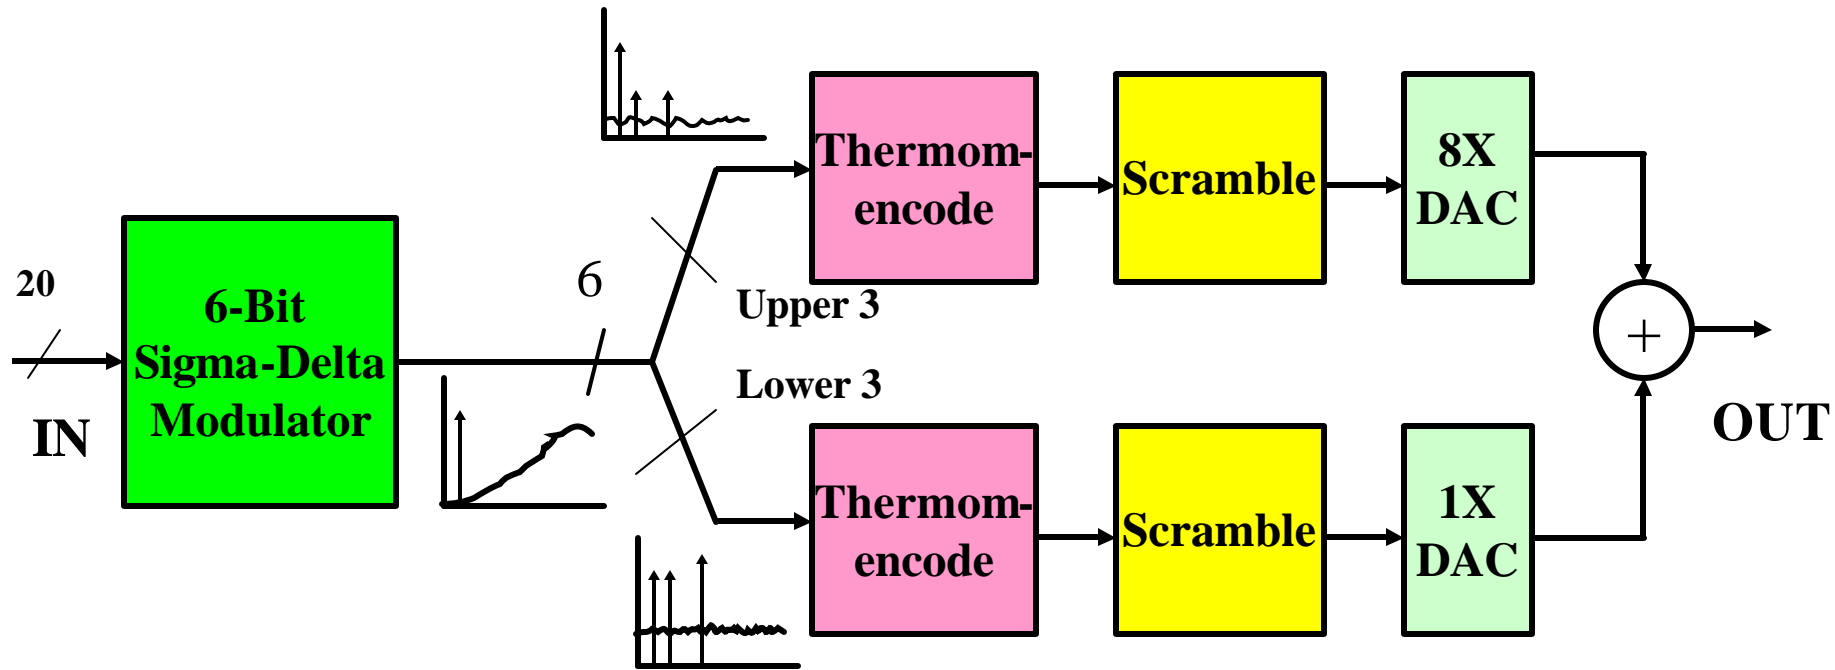 20
IN
6-Bit
Sigma-Delta
Modulator
6
Upper 3
Lower 3
Thermom-
encode
Scramble
8X
DAC
Thermom-
encode
Scramble
1X
DAC
+
OUT